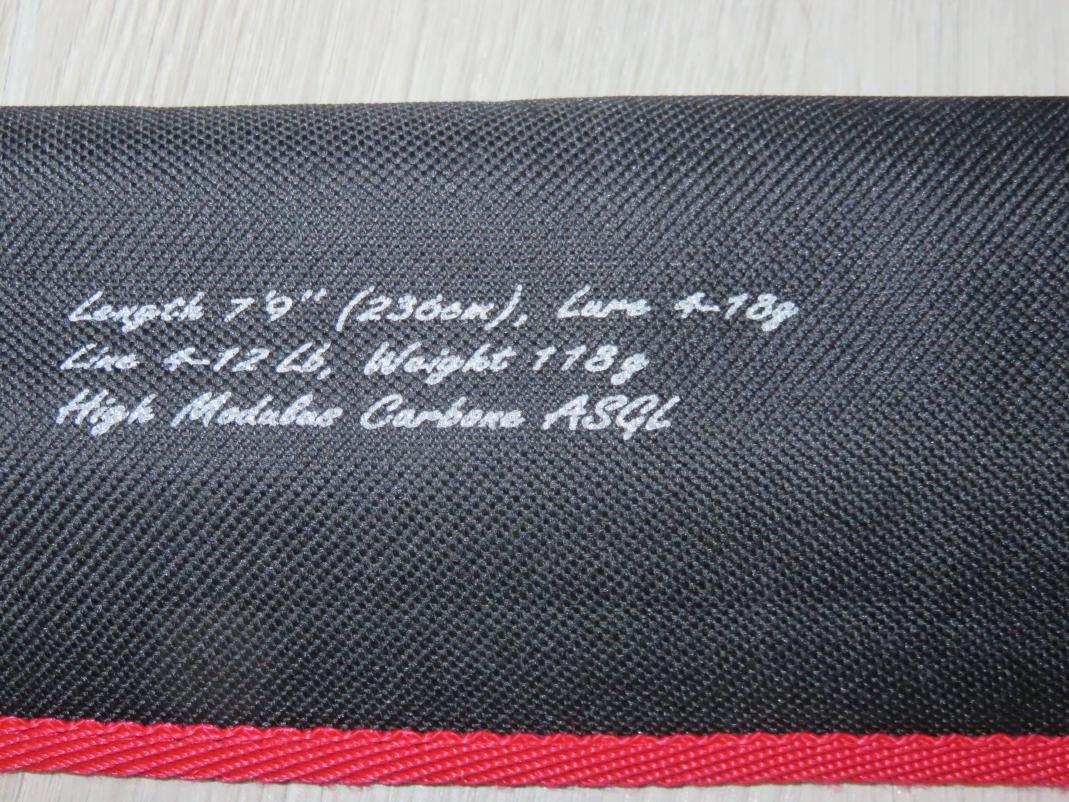 Length 7'9" (236cm), Lure 4-18g
Line 4-12 Lb, Weight 118g
High Modulus Carbone ASGL